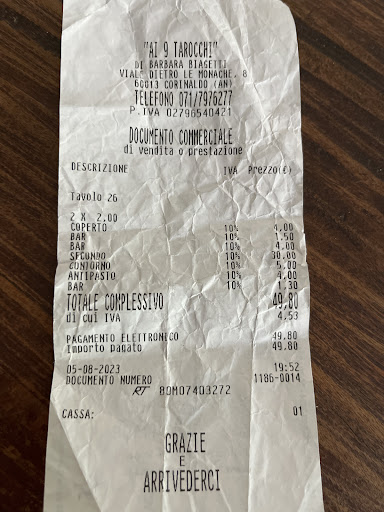 "AI 9 TAROCCHI"
DI BARBARA BIAGETTI
VIALE DIETRO LE MONACHE, 8
60013 CORINALDO (AN)
TELEFONO 071/7976277
P.IVA 02796540421
DOCUMENTO COMMERCIALE
di vendita o prestazione
DESCRIZIONE IVA Prezzo(€)
Tavolo 26
2 X 2,00
COPERTO 10% 4,00
BAR 10% 1,50
BAR 10% 4,00
SECONDO 10% 30,00
CONTORNO 10% 5,00
ANTIPASTO 10% 4,00
BAR 10% 1,30
TOTALE COMPLESSIVO 49,80
di cui IVA 4,53
PAGAMENTO ELETTRONICO 49,80
Importo pagato 49,80
05-08-2023 19:52
DOCUMENTO NUMERO 1186-0014
RT 80M07403272
CASSA: 01
GRAZIE
E
ARRIVEDERCI